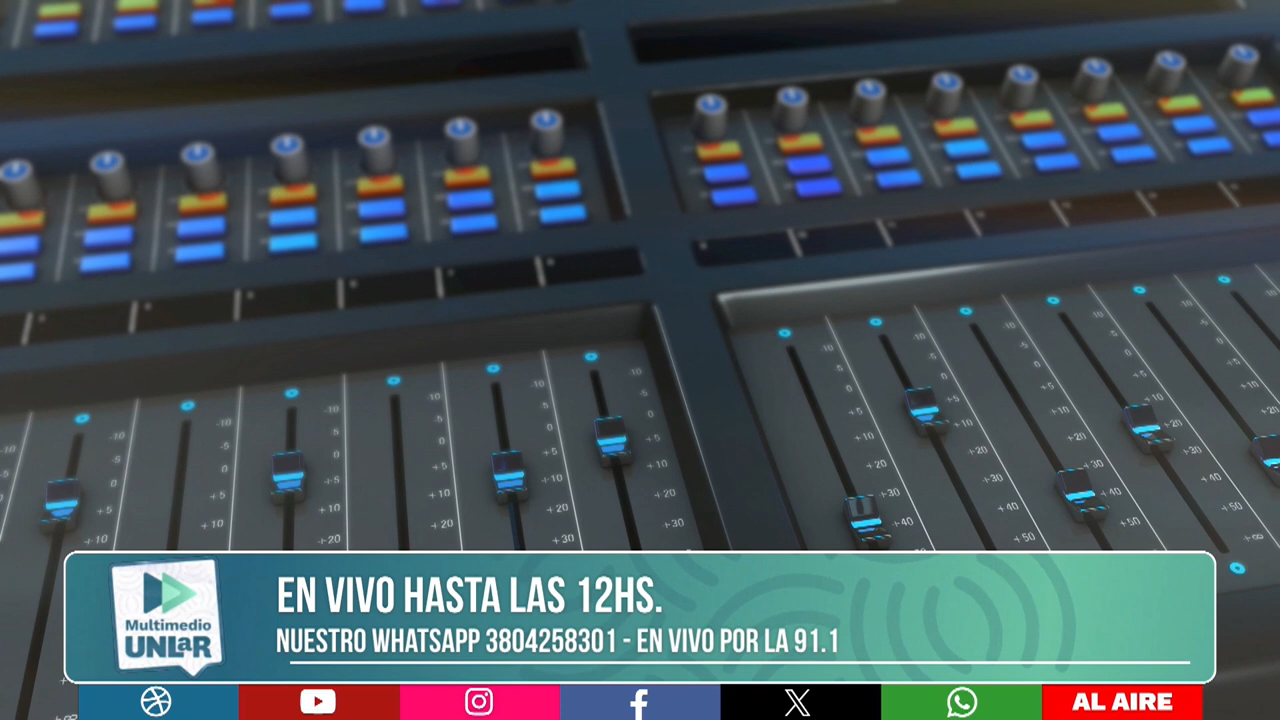 EN VIVO HASTA LAS 12HS.
NUESTRO WHATSAPP 3804258301 - EN VIVO POR LA 91.1
Multimedio
UNLaR
AL AIRE